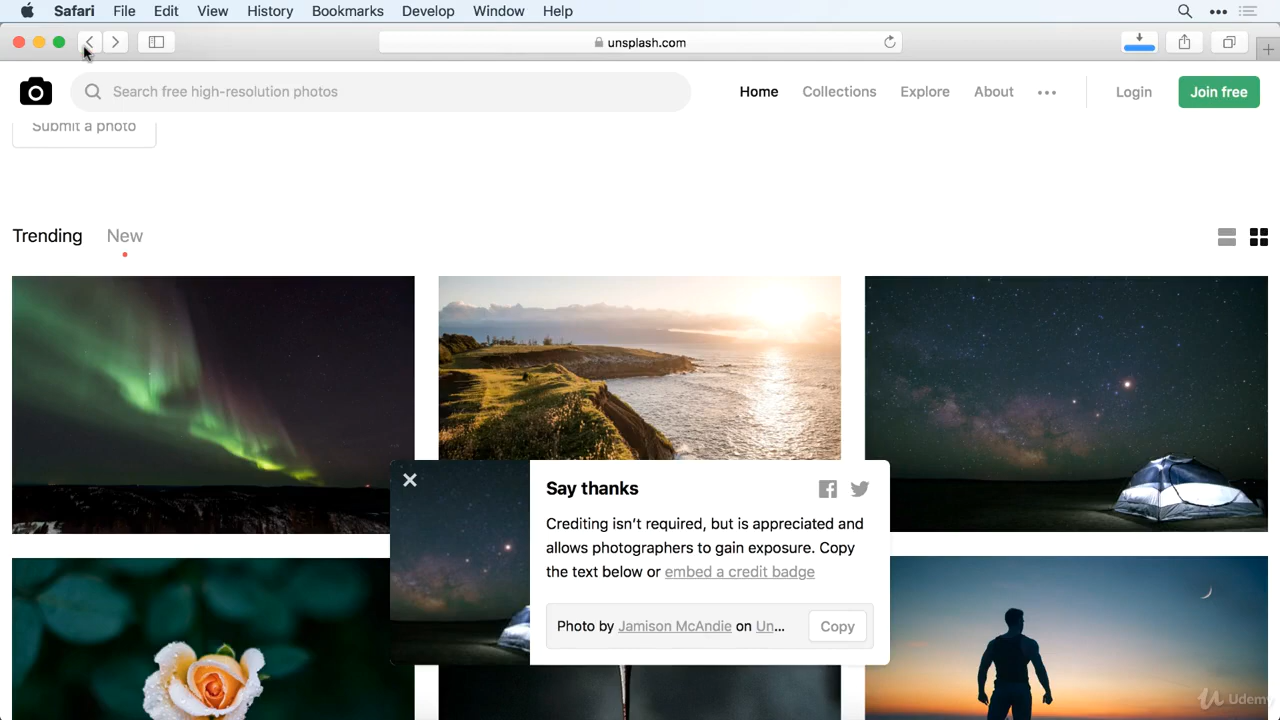 Safari File Edit View History Bookmarks Develop Window Help
unsplash.com
Search free high-resolution photos
Home Collections Explore About Login Join free
Submit a photo
Trending New
Say thanks
Crediting isn't required, but is appreciated and
allows photographers to gain exposure. Copy
the text below or embed a credit badge
Photo by Jamison McAndie on Un... Copy
Udemy